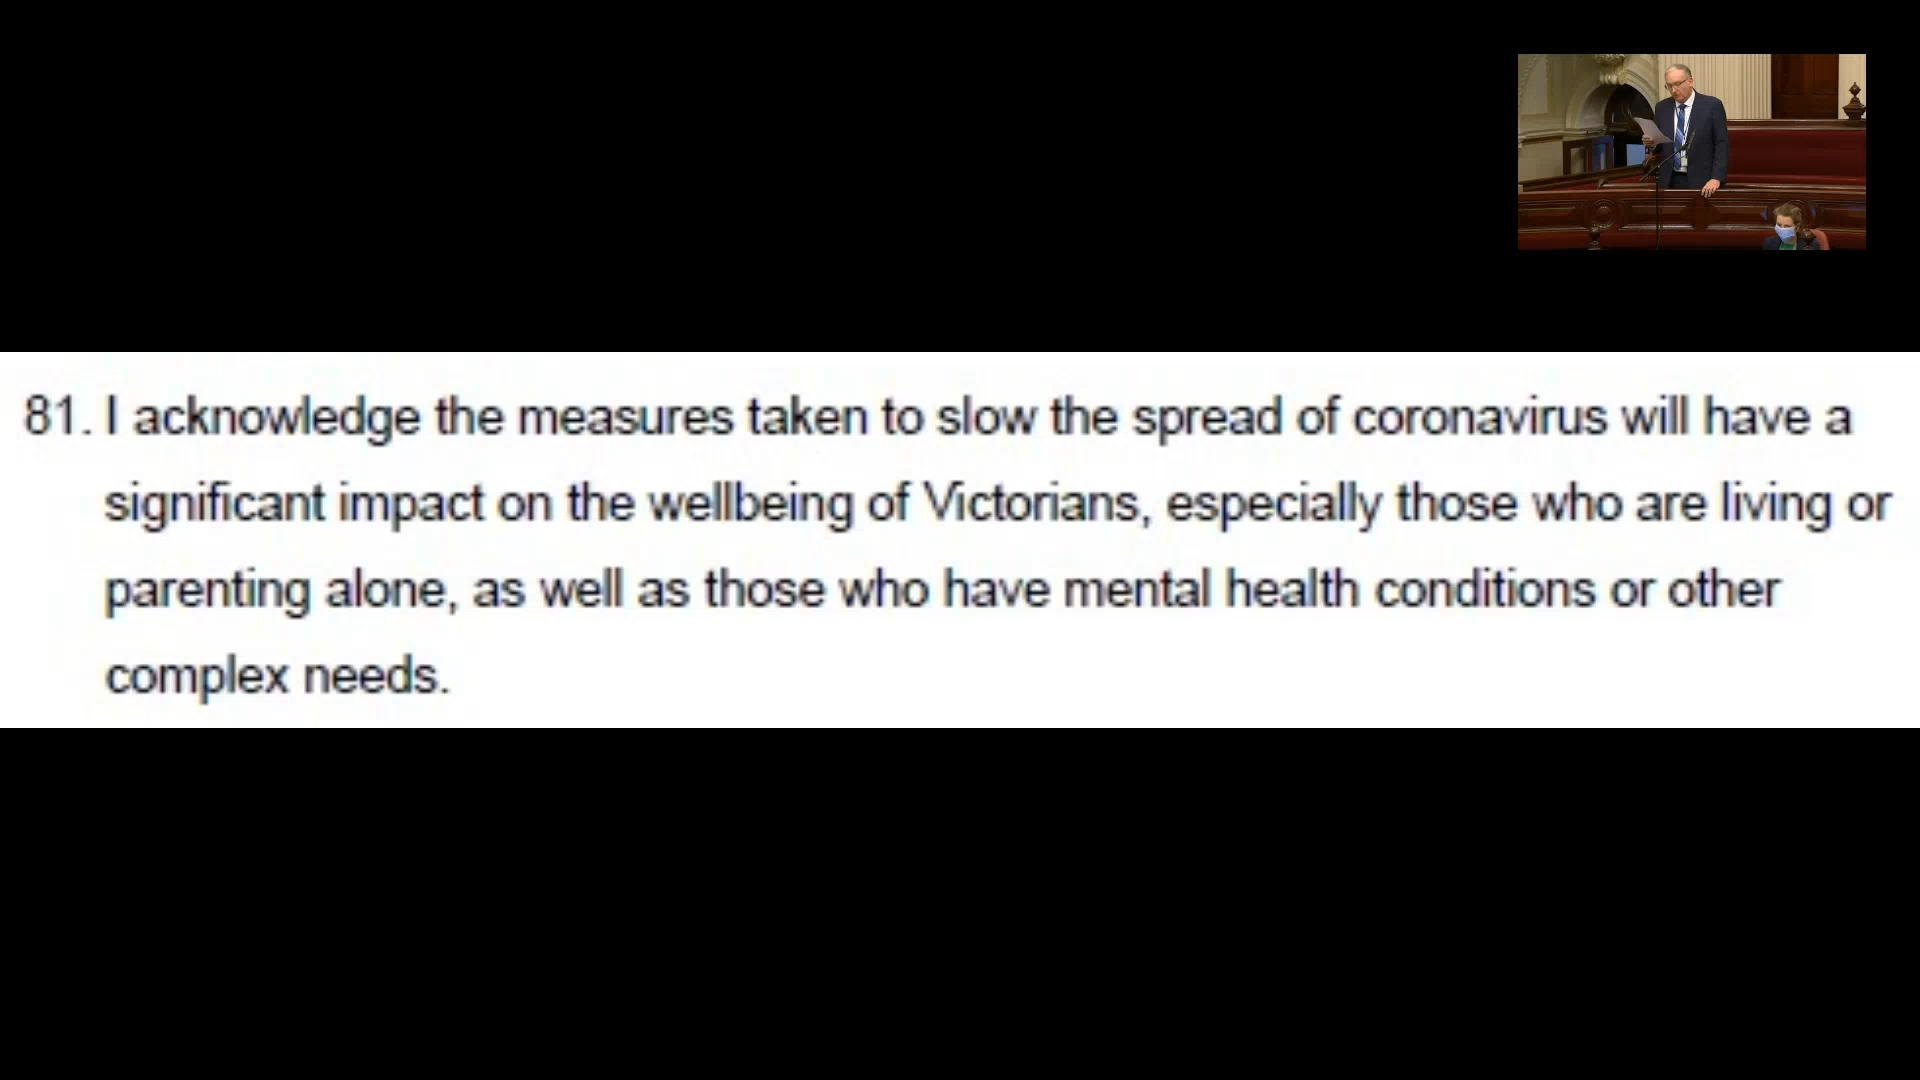 81. I acknowledge the measures taken to slow the spread of coronavirus will have a
significant impact on the wellbeing of Victorians, especially those who are living or
parenting alone, as well as those who have mental health conditions or other
complex needs.